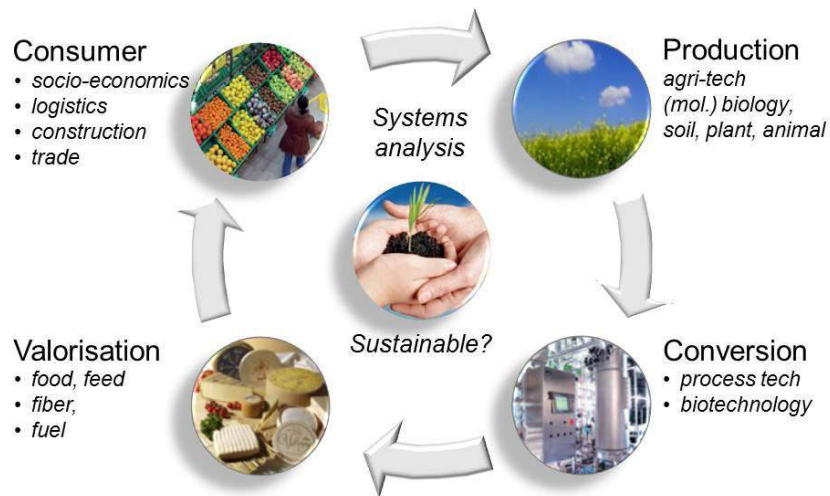 Consumer
• socio-economics
• logistics
• construction
• trade
Systems
analysis
Production
agri-tech
(mol.) biology,
soil, plant, animal
Sustainable?
Valorisation
• food, feed
• fiber,
• fuel
Conversion
• process tech
• biotechnology